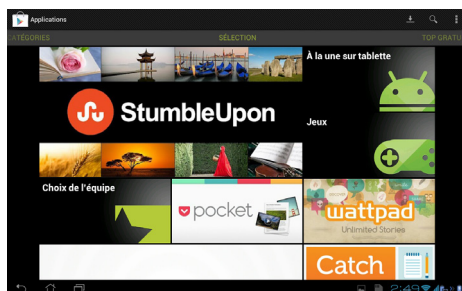 Applications
CATÉGORIES
SÉLECTION
TOP GRATU
À la une sur tablette
StumbleUpon
Jeux
Choix de l'équipe
pocket
wattpad
Unlimited Stories
Catch
2:49